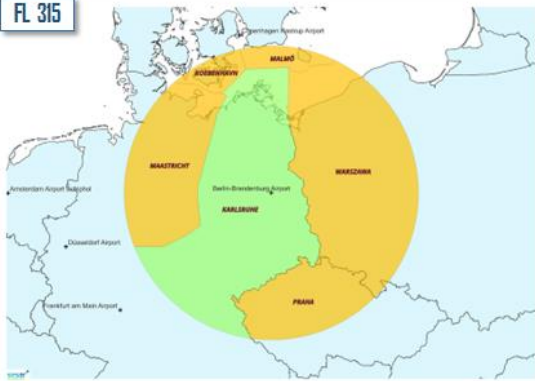 FL 315
Copenhagen Kastrup Airport
MALMÖ
KOEBENHAVN
MAASTRICHT
WARSZAWA
Amsterdam Airport Schiphol
Berlin-Brandenburg Airport
KARLSRUHE
Düsseldorf Airport
PRAHA
Frankfurt am Main Airport